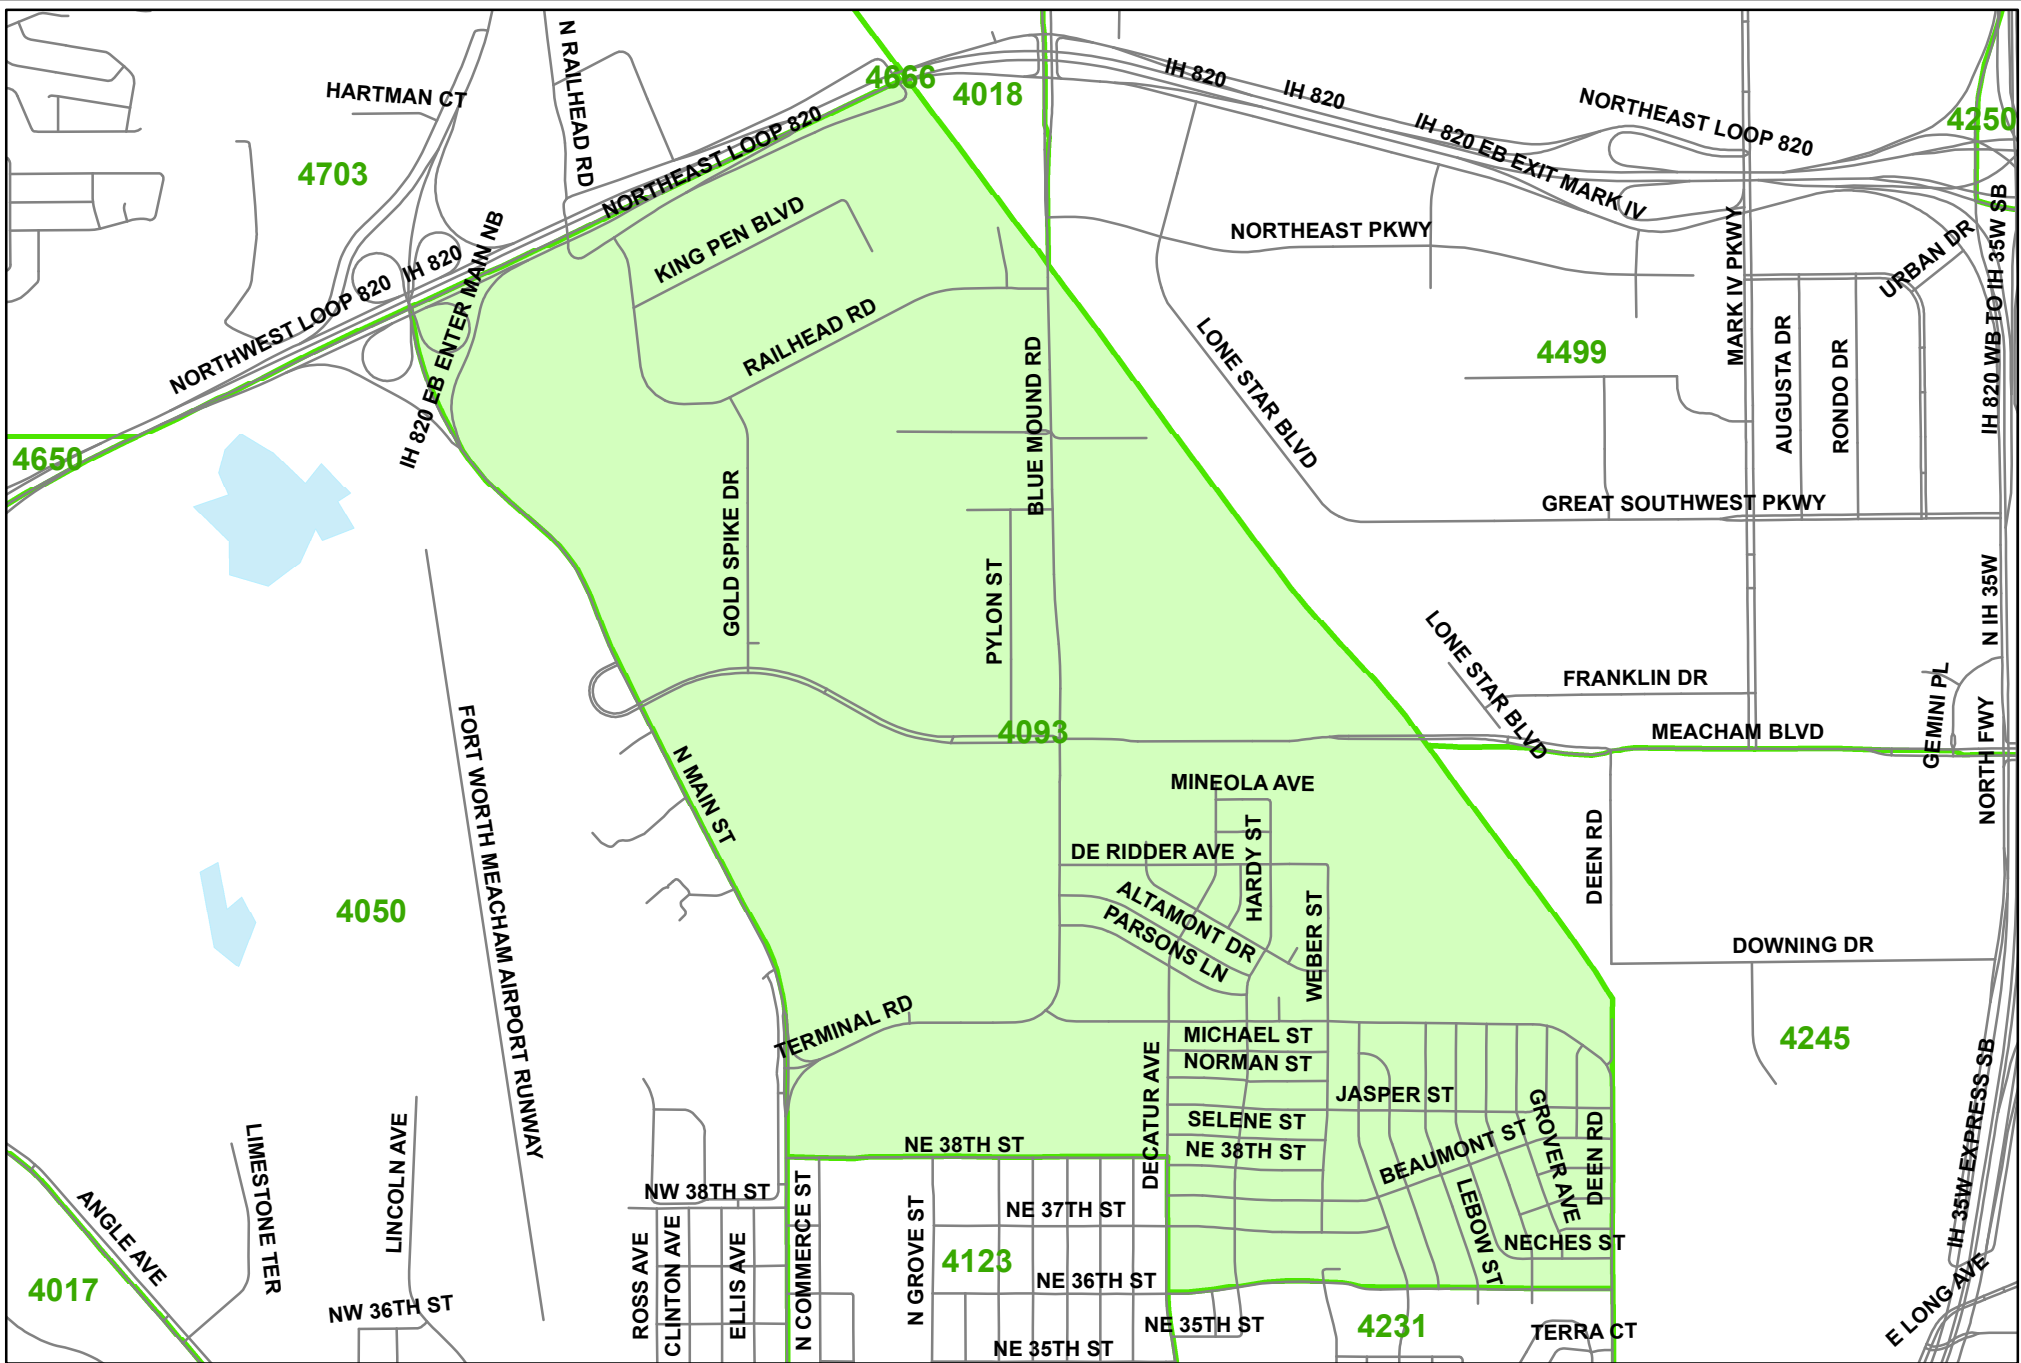 N RAILHEAD RD
4666
4018
IH 820
IH 820
HARTMAN CT
NORTHEAST LOOP 820
4250
IH 820 EB EXIT MARK IV
NORTHEAST LOOP 820
4703
KING PEN BLVD
NORTHEAST PKWY
MARK IV PKWY
URBAN DR
IH 820 WB TO IH 35W SB
IH 820
NORTHWEST LOOP 820
IH 820 EB ENTER MAIN NB
RAILHEAD RD
BLUE MOUND RD
LONE STAR BLVD
4499
AUGUSTA DR
RONDO DR
4650
GOLD SPIKE DR
GREAT SOUTHWEST PKWY
PYLON ST
N IH 35W
LONE STAR BLVD
FRANKLIN DR
GEMINI PL
4093
MEACHAM BLVD
NORTH FWY
FORT WORTH MEACHAM AIRPORT RUNWAY
N MAIN ST
MINEOLA AVE
DE RIDDER AVE
HARDY ST
DEEN RD
4050
ALTAMONT DR
PARSONS LN
WEBER ST
DOWNING DR
TERMINAL RD
MICHAEL ST
4245
NORMAN ST
DECATUR AVE
JASPER ST
GROVER AVE
SELENE ST
NE 38TH ST
NE 38TH ST
BEAUMONT ST
DEEN RD
IH 35W EXPRESS SB
LIMESTONE TER
LINCOLN AVE
ANGLE AVE
NW 38TH ST
N COMMERCE ST
N GROVE ST
NE 37TH ST
LEBOW ST
NECHES ST
ROSS AVE
CLINTON AVE
ELLIS AVE
4123
NE 36TH ST
4017
NW 36TH ST
NE 35TH ST
4231
TERRA CT
E LONG AVE
NE 35TH ST